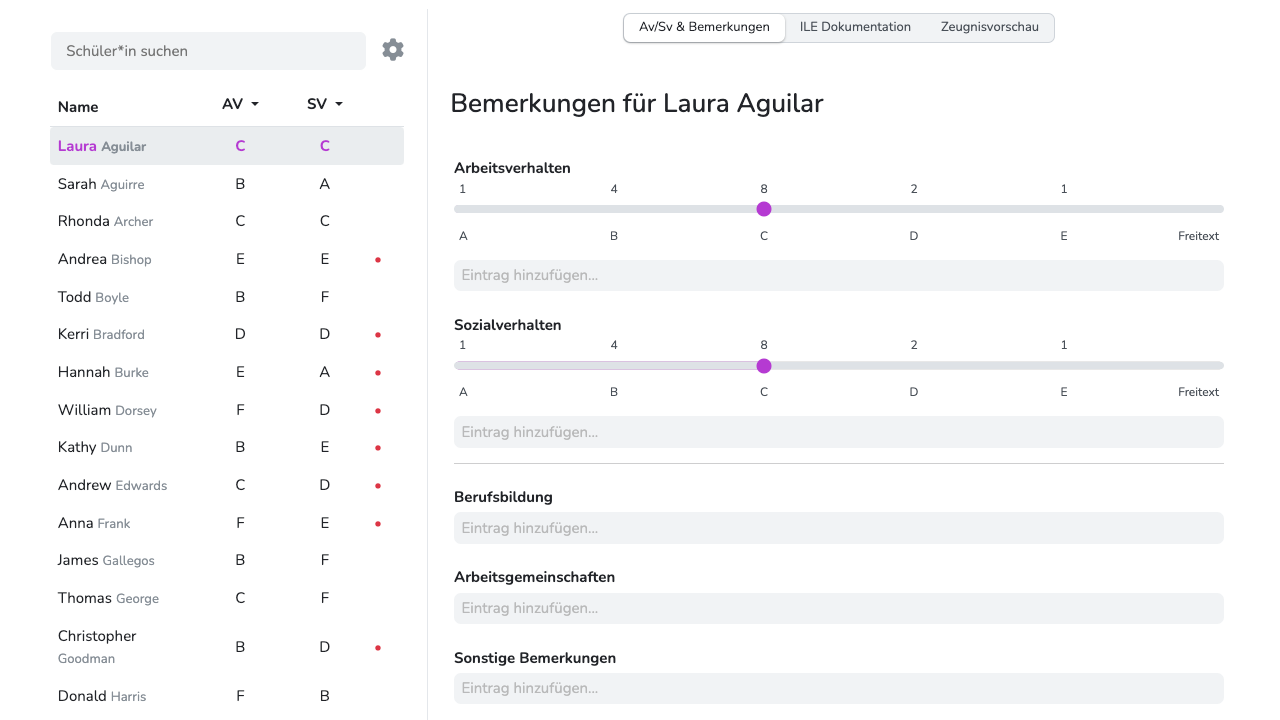 Schüler*in suchen
Name AV SV
Laura Aguilar C C
Sarah Aguirre B A
Rhonda Archer C C
Andrea Bishop E E
Todd Boyle B F
Kerri Bradford D D
Hannah Burke E A
William Dorsey F D
Kathy Dunn B E
Andrew Edwards C D
Anna Frank F E
James Gallegos B F
Thomas George C F
Christopher
Goodman B D
Donald Harris F B
Av/Sv & Bemerkungen ILE Dokumentation Zeugnisvorschau
Bemerkungen für Laura Aguilar
Arbeitsverhalten
1 4 8 2 1
A B C D E Freitext
Eintrag hinzufügen...
Sozialverhalten
1 4 8 2 1
A B C D E Freitext
Eintrag hinzufügen...
Berufsbildung
Eintrag hinzufügen...
Arbeitsgemeinschaften
Eintrag hinzufügen...
Sonstige Bemerkungen
Eintrag hinzufügen...